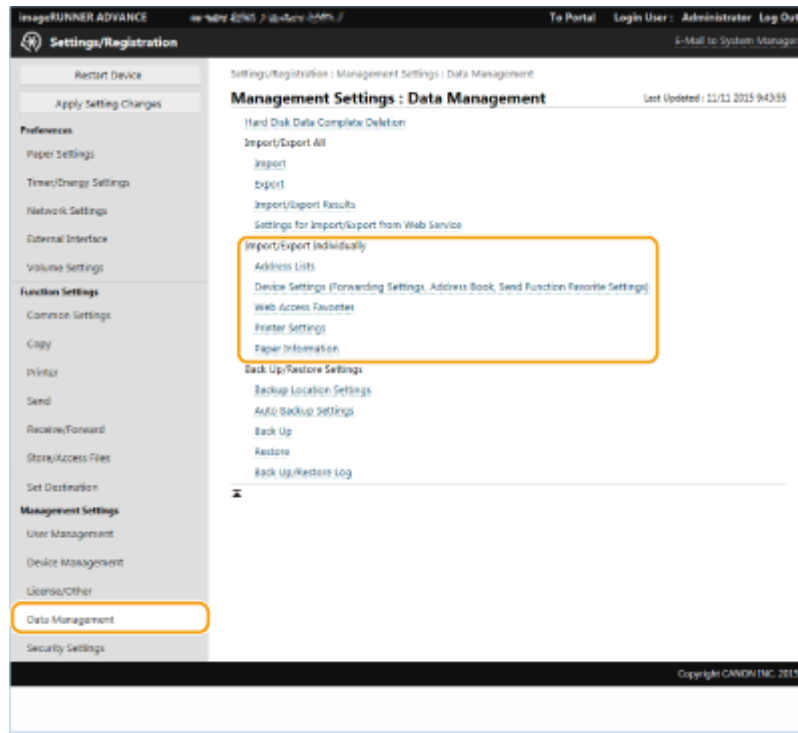 imageRUNNER ADVANCE
To Portal Login User : Administrator Log Out
Settings/Registration
E-Mail to System Manager
Restart Device
Apply Setting Changes
Preferences
Paper Settings
Timer/Energy Settings
Network Settings
External Interface
Volume Settings
Function Settings
Common Settings
Copy
Printer
Send
Receive/Forward
Store/Access Files
Set Destination
Management Settings
User Management
Device Management
License/Other
Data Management
Security Settings
Settings/Registration : Management Settings : Data Management
Management Settings : Data Management
Last Updated : 11/11 2015 9:43:55
Hard Disk Data Complete Deletion
Import/Export All
Import
Export
Import/Export Results
Settings for Import/Export from Web Service
Import/Export Individually
Address Lists
Device Settings (Forwarding Settings, Address Book, Send Function Favorite Settings)
Web Access Favorites
Printer Settings
Paper Information
Back Up/Restore Settings
Backup Location Settings
Auto Backup Settings
Back Up
Restore
Back Up/Restore Log
Copyright CANON INC. 2015